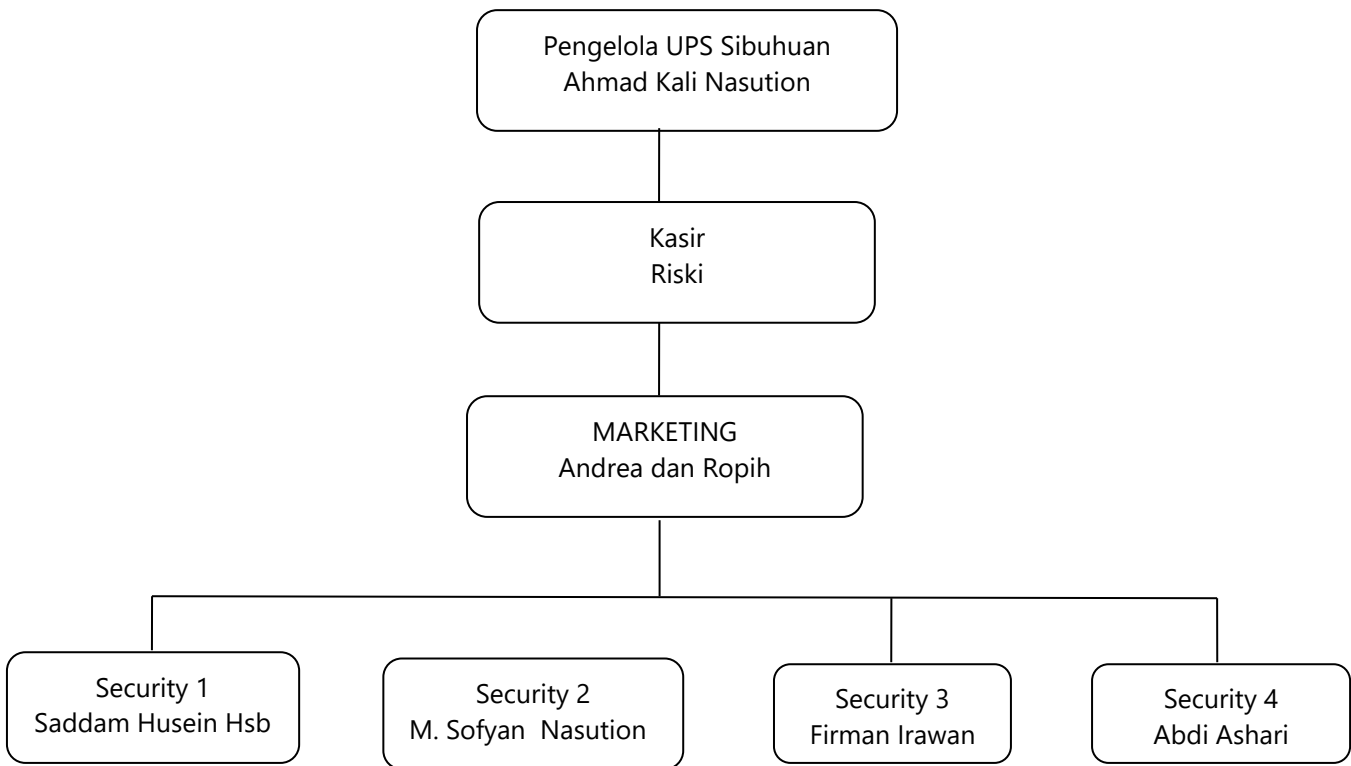 Pengelola UPS Sibuhuan
Ahmad Kali Nasution
Kasir
Riski
MARKETING
Andrea dan Ropih
Security 1
Saddam Husein Hsb
Security 2
M. Sofyan  Nasution
Security 3
Firman Irawan
Security 4
Abdi Ashari